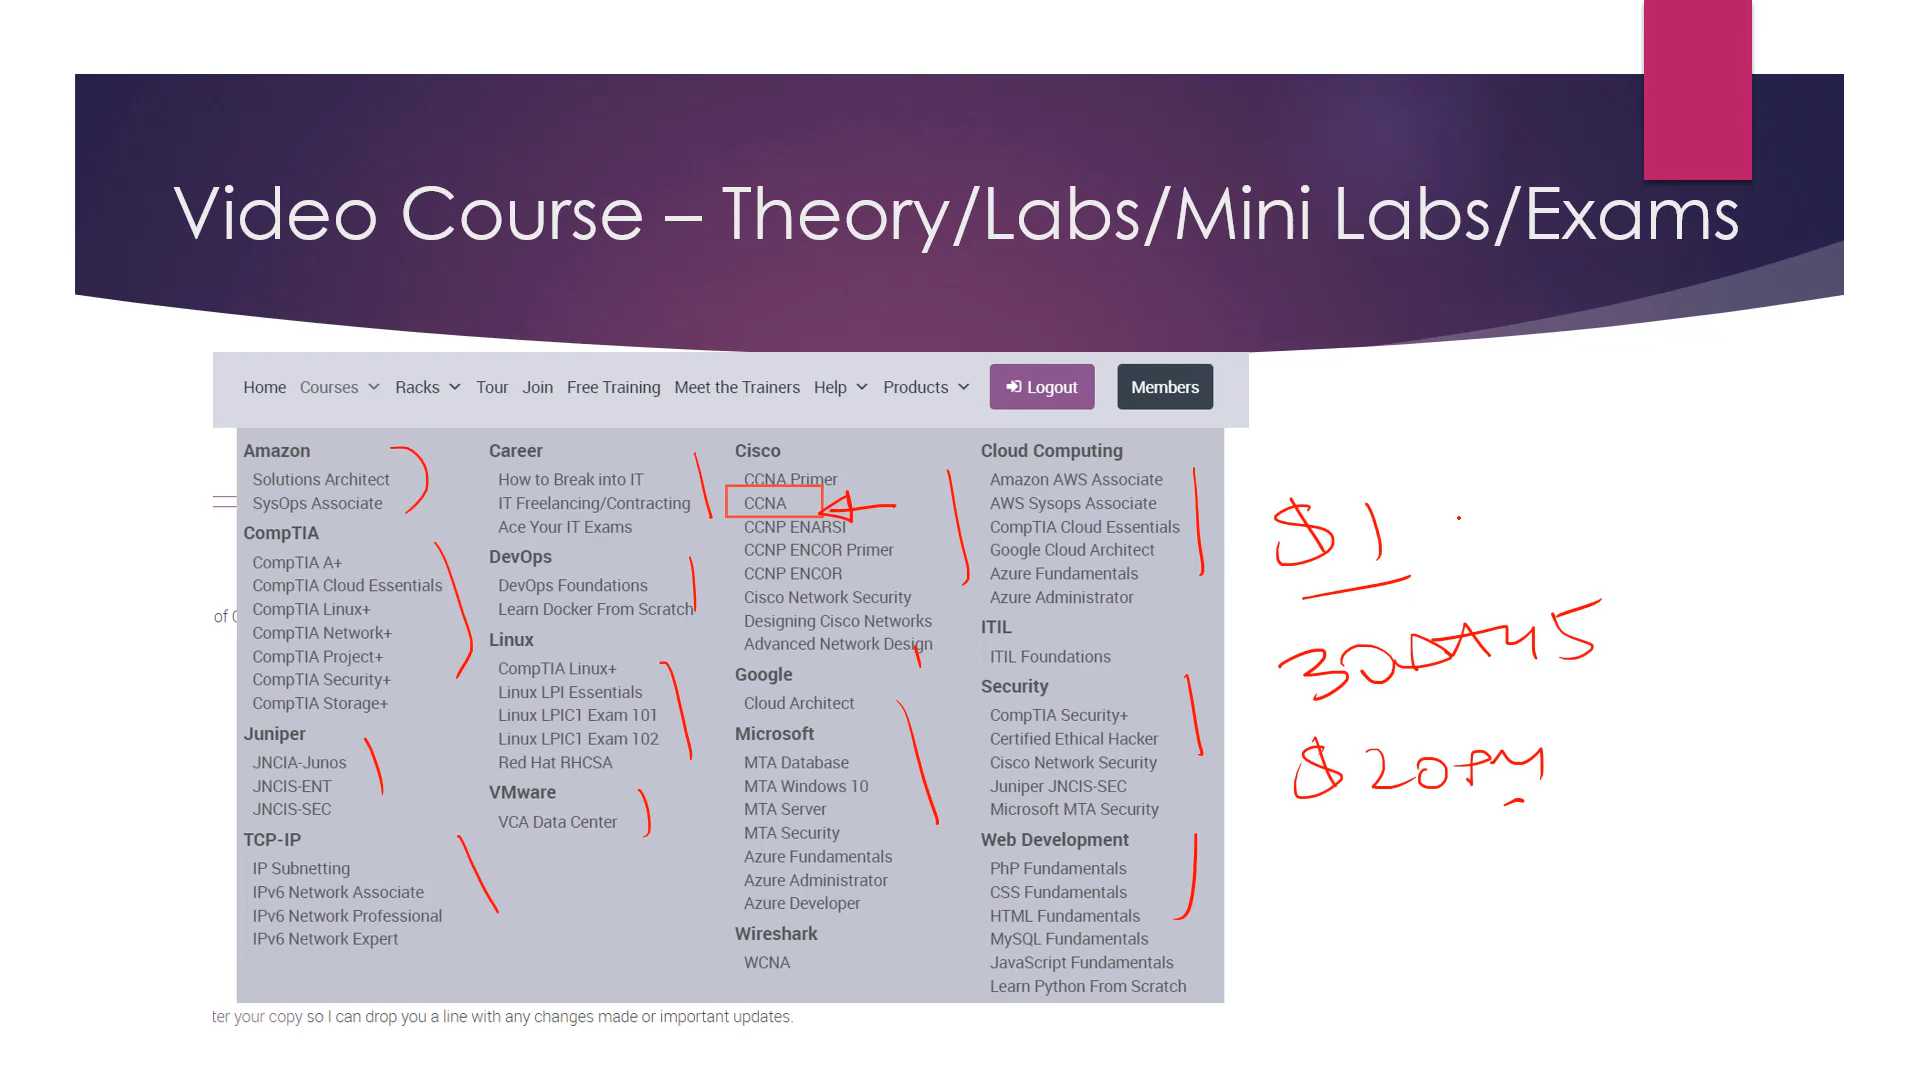 Video Course – Theory/Labs/Mini Labs/Exams
Home Courses Racks Tour Join Free Training Meet the Trainers Help Products Logout Members
Amazon
Solutions Architect
SysOps Associate
CompTIA
CompTIA A+
CompTIA Cloud Essentials
CompTIA Linux+
CompTIA Network+
CompTIA Project+
CompTIA Security+
CompTIA Storage+
Juniper
JNCIA-Junos
JNCIS-ENT
JNCIS-SEC
TCP-IP
IP Subnetting
IPv6 Network Associate
IPv6 Network Professional
IPv6 Network Expert
Career
How to Break into IT
IT Freelancing/Contracting
Ace Your IT Exams
DevOps
DevOps Foundations
Learn Docker From Scratch
Linux
CompTIA Linux+
Linux LPI Essentials
Linux LPIC1 Exam 101
Linux LPIC1 Exam 102
Red Hat RHCSA
VMware
VCA Data Center
Cisco
CCNA Primer
CCNA
CCNP ENARSI
CCNP ENCOR Primer
CCNP ENCOR
Cisco Network Security
Designing Cisco Networks
Advanced Network Design
Google
Cloud Architect
Microsoft
MTA Database
MTA Windows 10
MTA Server
MTA Security
Azure Fundamentals
Azure Administrator
Azure Developer
Wireshark
WCNA
Cloud Computing
Amazon AWS Associate
AWS Sysops Associate
CompTIA Cloud Essentials
Google Cloud Architect
Azure Fundamentals
Azure Administrator
ITIL
ITIL Foundations
Security
CompTIA Security+
Certified Ethical Hacker
Cisco Network Security
Juniper JNCIS-SEC
Microsoft MTA Security
Web Development
PhP Fundamentals
CSS Fundamentals
HTML Fundamentals
MySQL Fundamentals
JavaScript Fundamentals
Learn Python From Scratch
$1
30 DAYS
$20PM
of
ter your copy so I can drop you a line with any changes made or important updates.